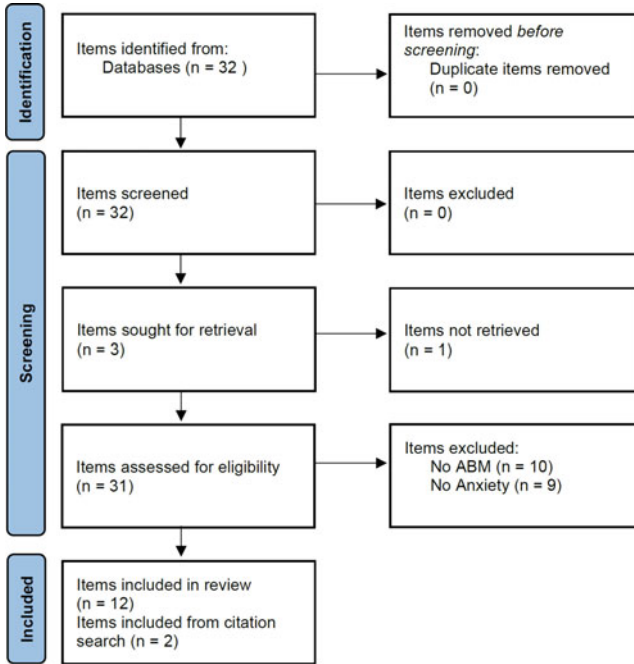 Identification
Items identified from:
Databases (n = 32 )
Items removed before
screening:
Duplicate items removed
(n = 0)
Screening
Items screened
(n = 32)
Items excluded
(n = 0)
Items sought for retrieval
(n = 3)
Items not retrieved
(n = 1)
Items assessed for eligibility
(n = 31)
Items excluded:
No ABM (n = 10)
No Anxiety (n = 9)
Included
Items included in review
(n = 12)
Items included from citation
search (n = 2)